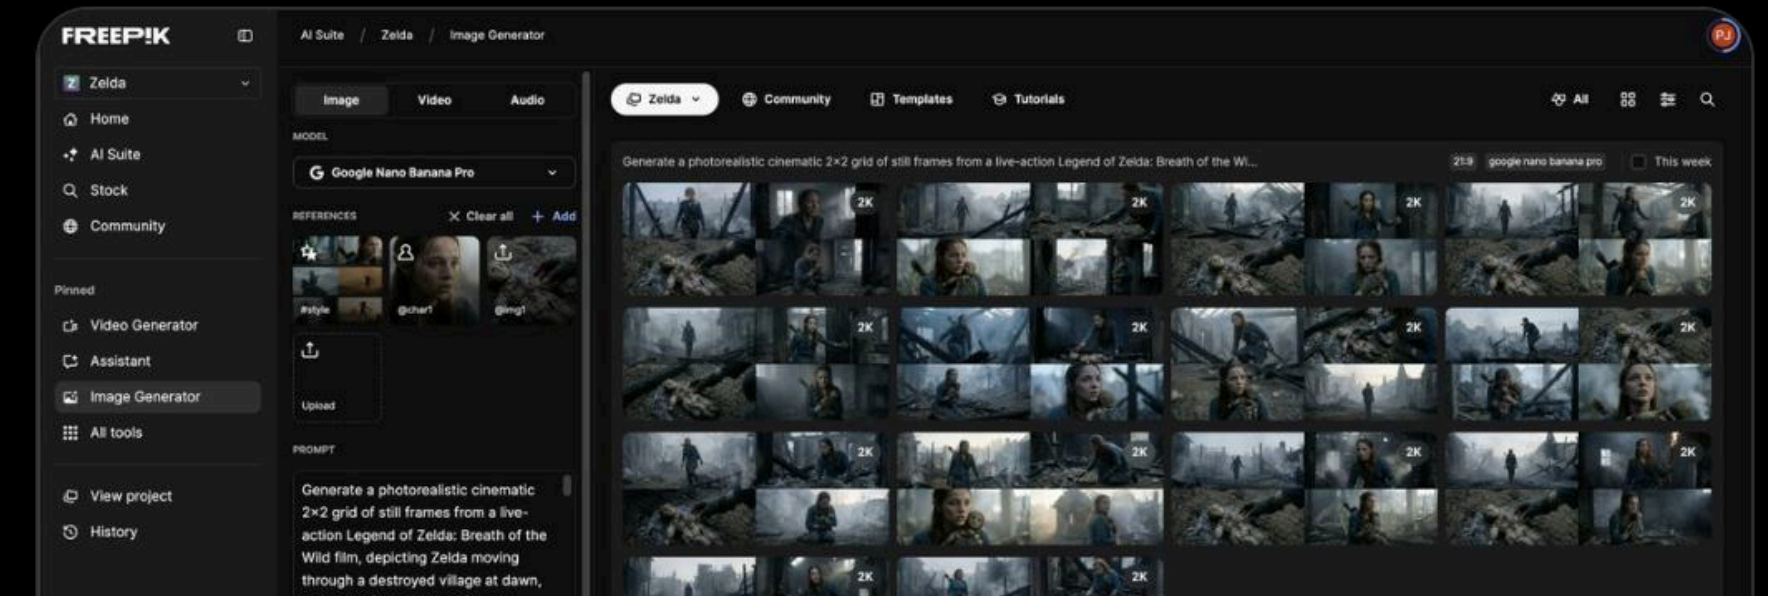 FREEP!K
AI Suite / Zelda / Image Generator
PJ
Z Zelda
Home
AI Suite
Stock
Community
Pinned
Video Generator
Assistant
Image Generator
All tools
View project
History
Image Video Audio
MODEL
G Google Nano Banana Pro
REFERENCES Clear all + Add
#style @char1 @img1
Upload
PROMPT
Generate a photorealistic cinematic
2×2 grid of still frames from a live-
action Legend of Zelda: Breath of the
Wild film, depicting Zelda moving
through a destroyed village at dawn,
Zelda Community Templates Tutorials
All
Generate a photorealistic cinematic 2×2 grid of still frames from a live-action Legend of Zelda: Breath of the Wi...
21:9 google nano banana pro This week
2K 2K 2K 2K
2K 2K 2K 2K
2K 2K 2K 2K
2K 2K